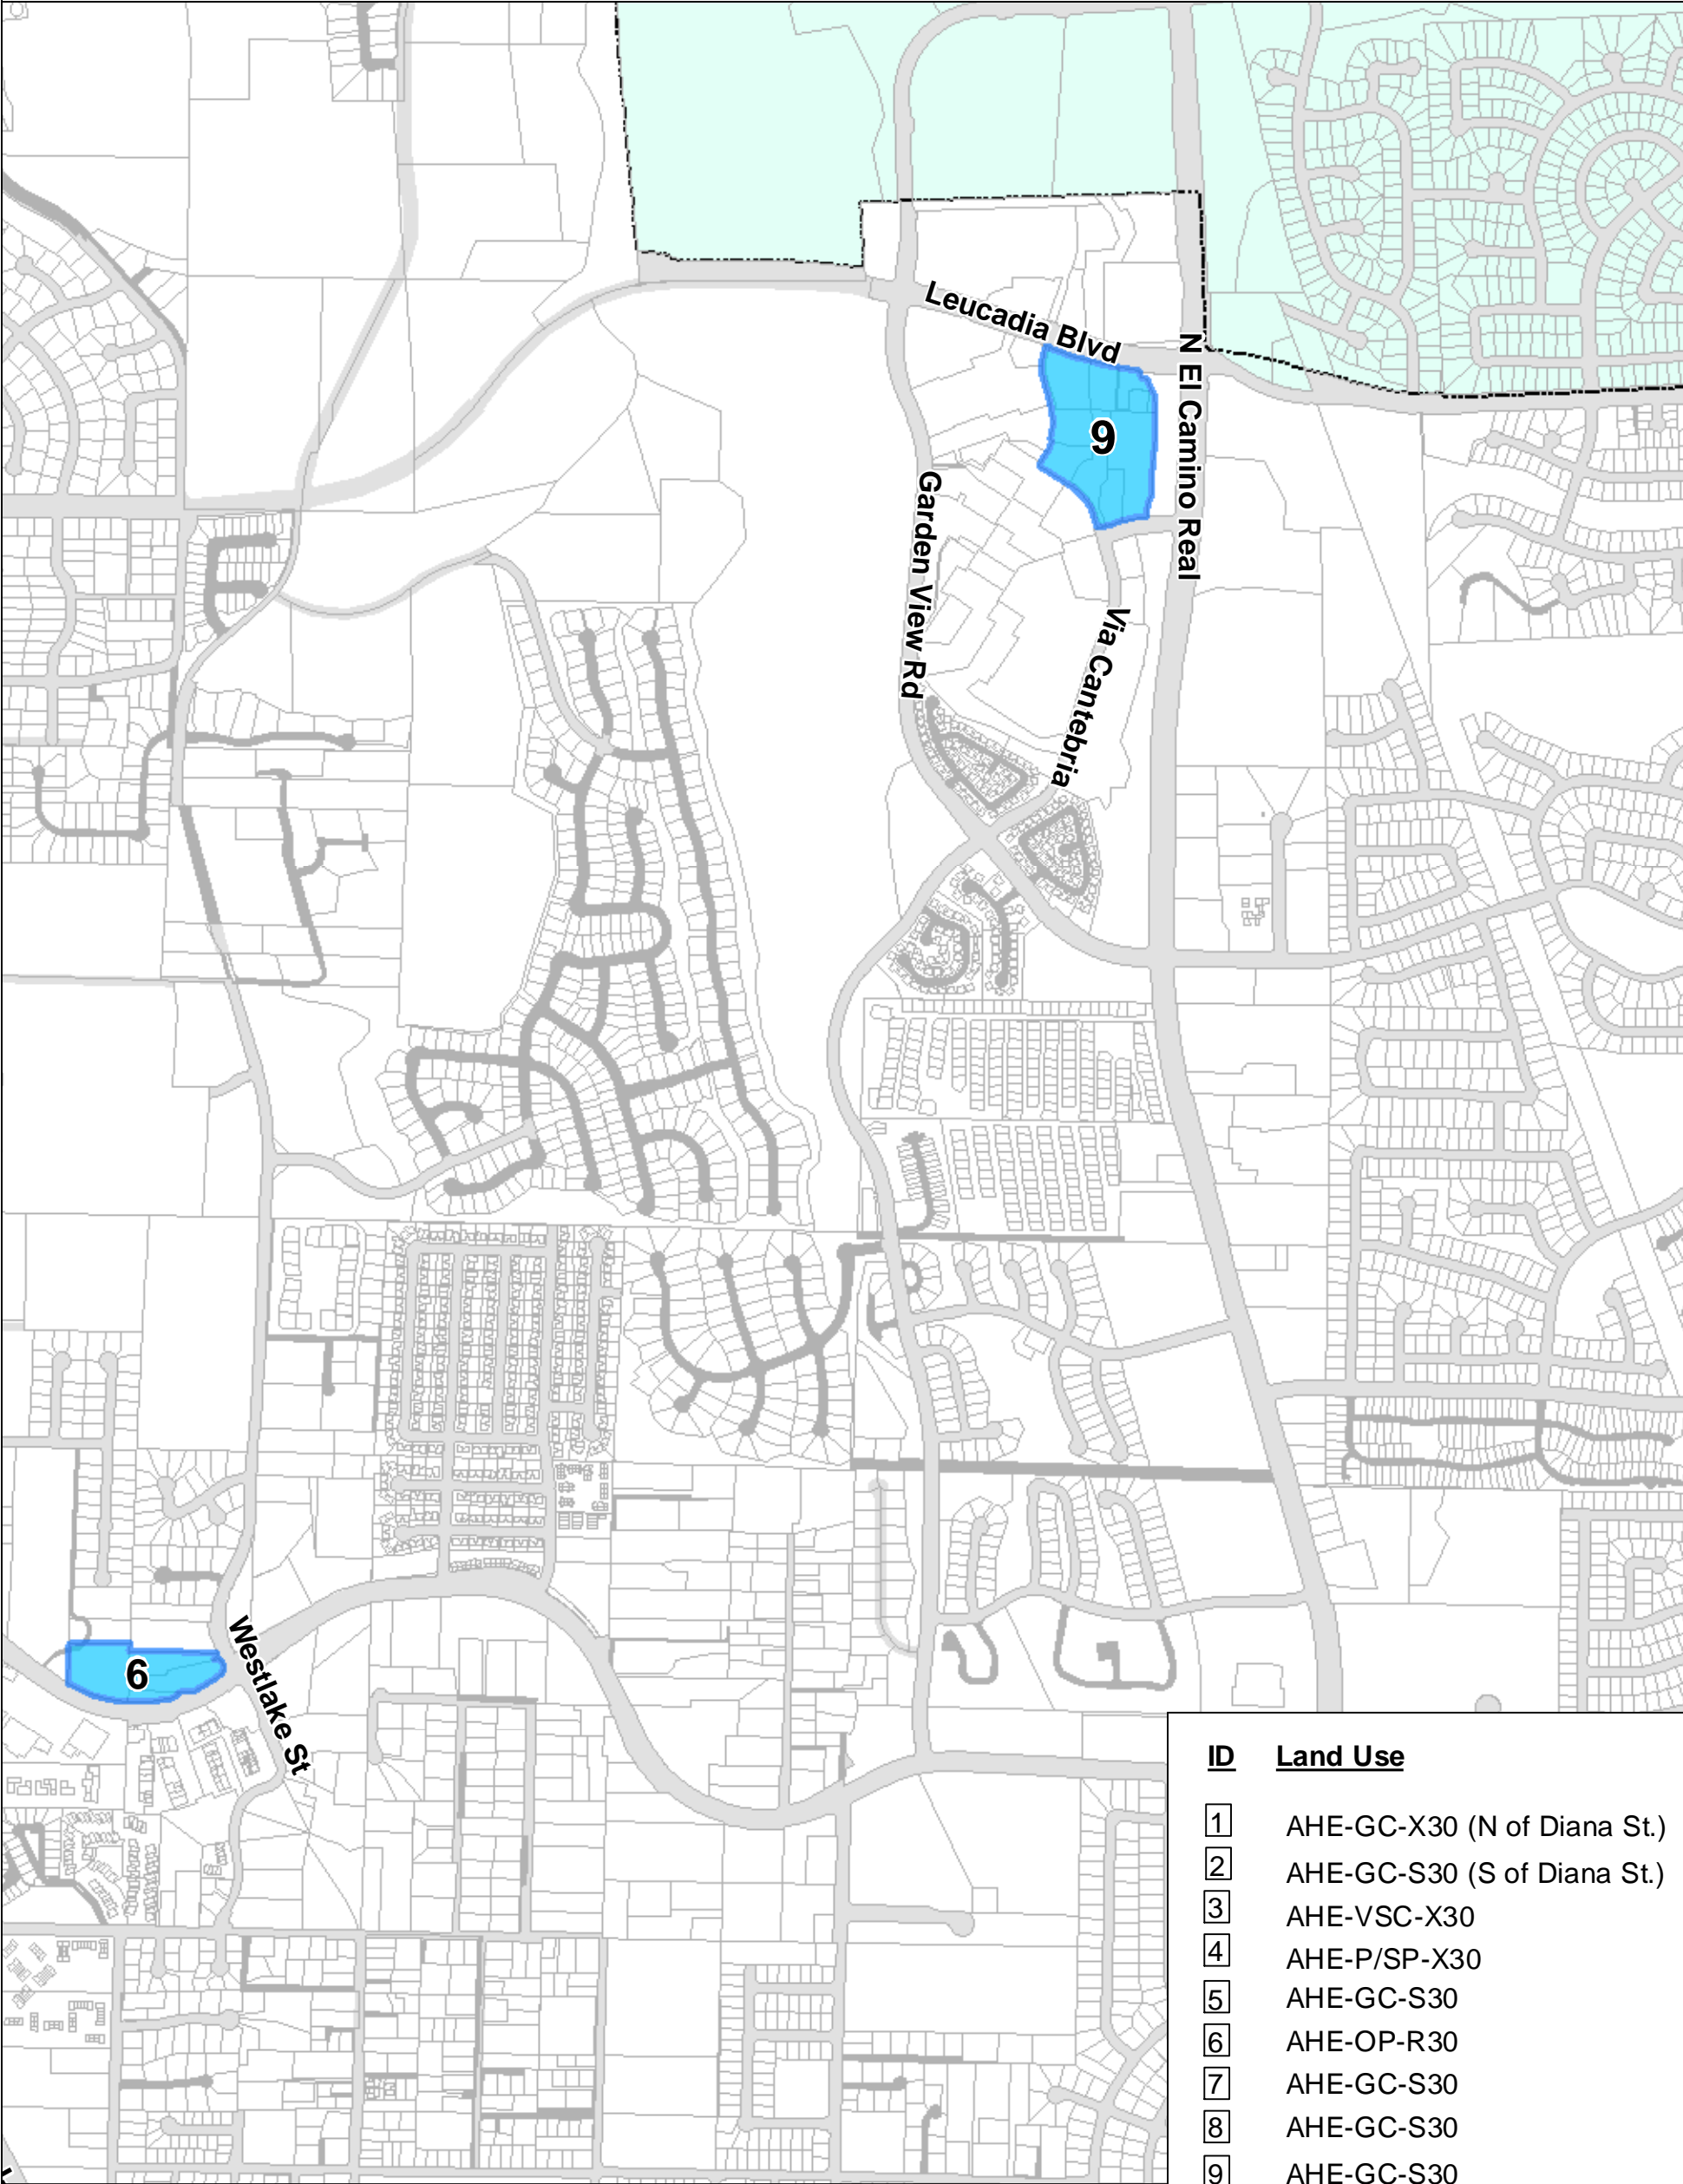 Leucadia Blvd
N El Camino Real
9
Garden View Rd
Via Cantebria
Westlake St
6
ID Land Use
1 AHE-GC-X30 (N of Diana St.)
2 AHE-GC-S30 (S of Diana St.)
3 AHE-VSC-X30
4 AHE-P/SP-X30
5 AHE-GC-S30
6 AHE-OP-R30
7 AHE-GC-S30
8 AHE-GC-S30
9 AHE-GC-S30